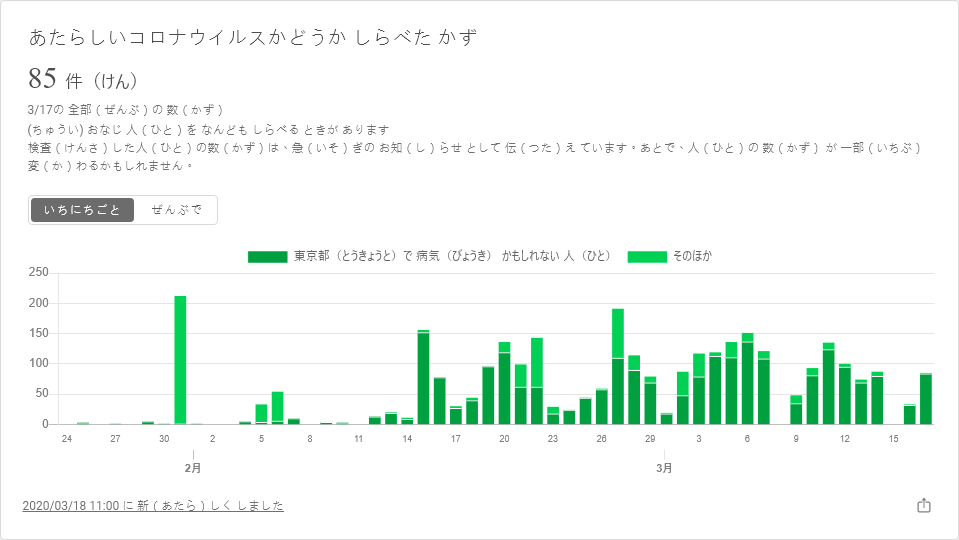 あたらしいコロナウイルスかどうか しらべた かず
85 件（けん）
3/17の 全部 ( ぜんぶ ) の 数 ( かず )
(ちゅうい) おなじ 人 ( ひと ) を なんども しらべる ときが あります
検査 ( けんさ ) した人 ( ひと ) の数 ( かず ) は、急 ( いそ ) ぎの お知 ( し ) らせ として 伝 ( つた ) え ています。あとで、人 ( ひと ) の 数 ( かず ) が 一部 ( いちぶ )
変 ( か ) わるかもしれません。
いちにちごと ぜんぶで
東京都（とうきょうと）で 病気（びょうき） かもしれない 人（ひと） そのほか
250
200
150
100
50
0
24 27 30 2 5 8 11 14 17 20 23 26 29 3 6 9 12 15
2月 3月
2020/03/18 11:00 に 新 ( あたら ) しく しました